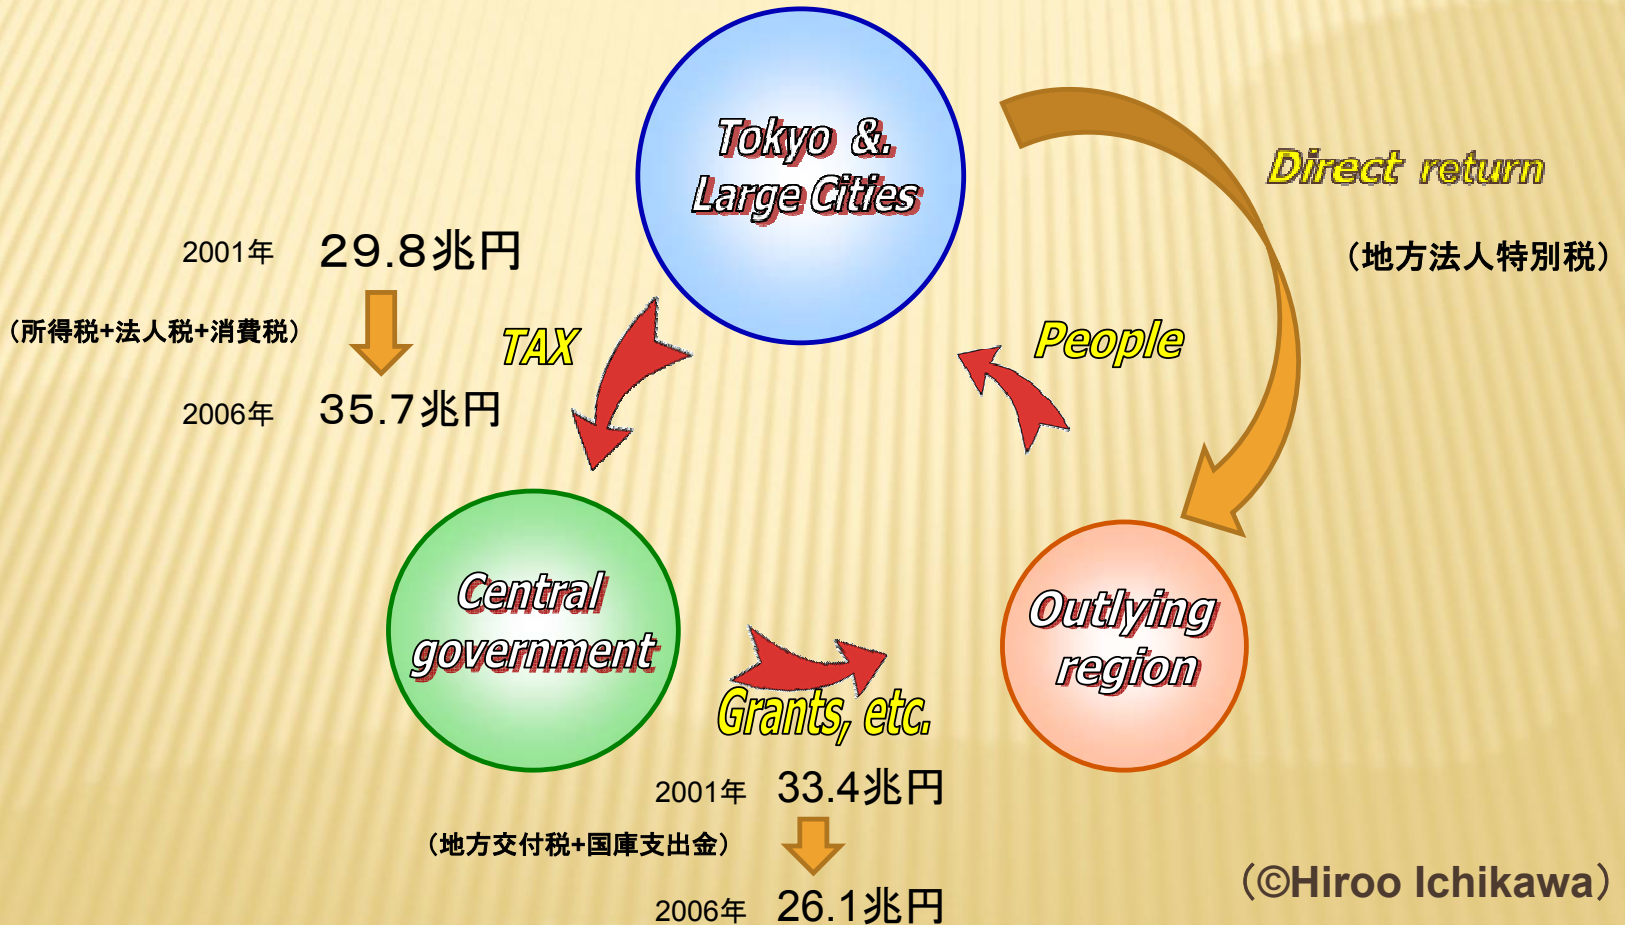 Tokyo &.
Large Cities
Direct return
（地方法人特別税）
2001年 29.8兆円
（所得税+法人税+消費税）
TAX
People
2006年 35.7兆円
Central
government
Outlying
region
Grants, etc.
2001年 33.4兆円
（地方交付税+国庫支出金）
2006年 26.1兆円
（©Hiroo Ichikawa）